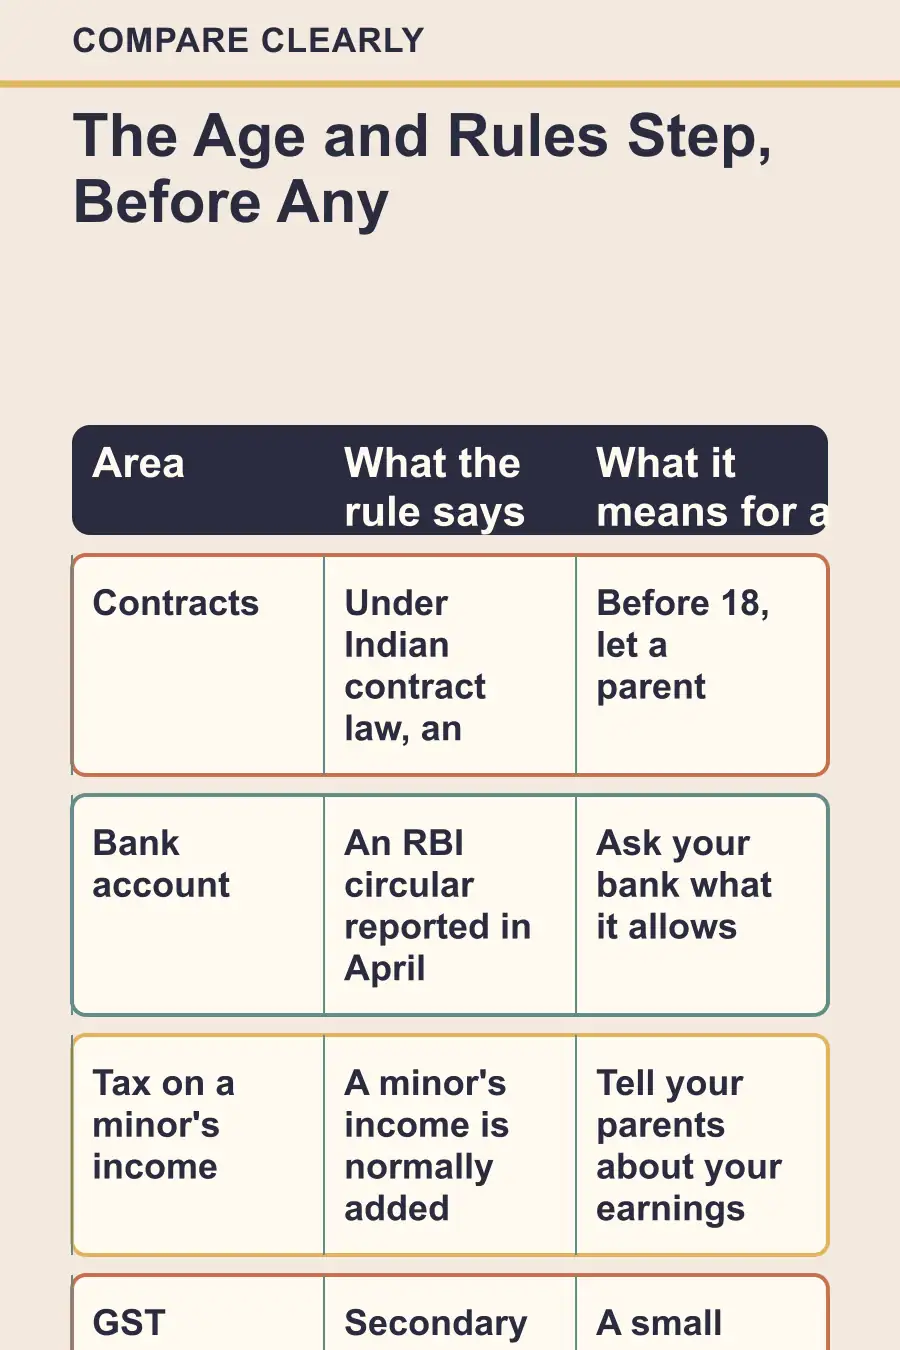 COMPARE CLEARLY
The Age and Rules Step,
Before Any
Area
What the
rule says
What it
means for a
Contracts
Under
Indian
contract
law, an
Before 18,
let a
parent
Bank
account
An RBI
circular
reported in
April
Ask your
bank what
it allows
Tax on a
minor's
income
A minor's
income is
normally
added
Tell your
parents
about your
earnings
GST
Secondary
A small